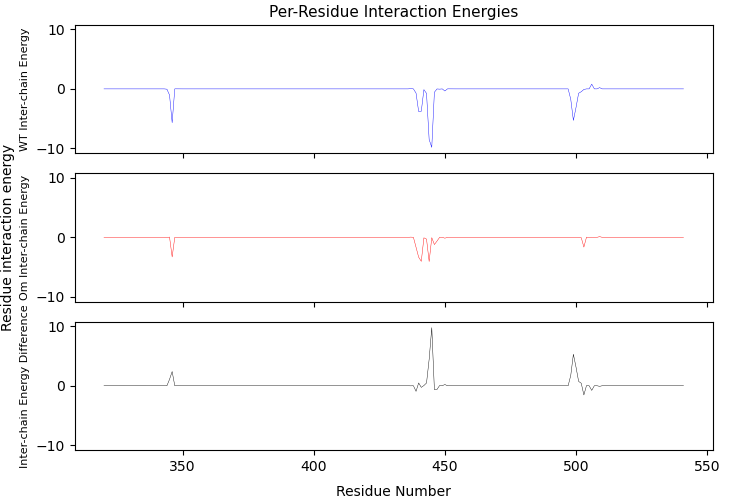 Per-Residue Interaction Energies
Residue interaction energy
WT Inter-chain Energy
10
0
−10
Om Inter-chain Energy
10
0
−10
Inter-chain Energy Difference
10
0
−10
350
400
450
500
550
Residue Number